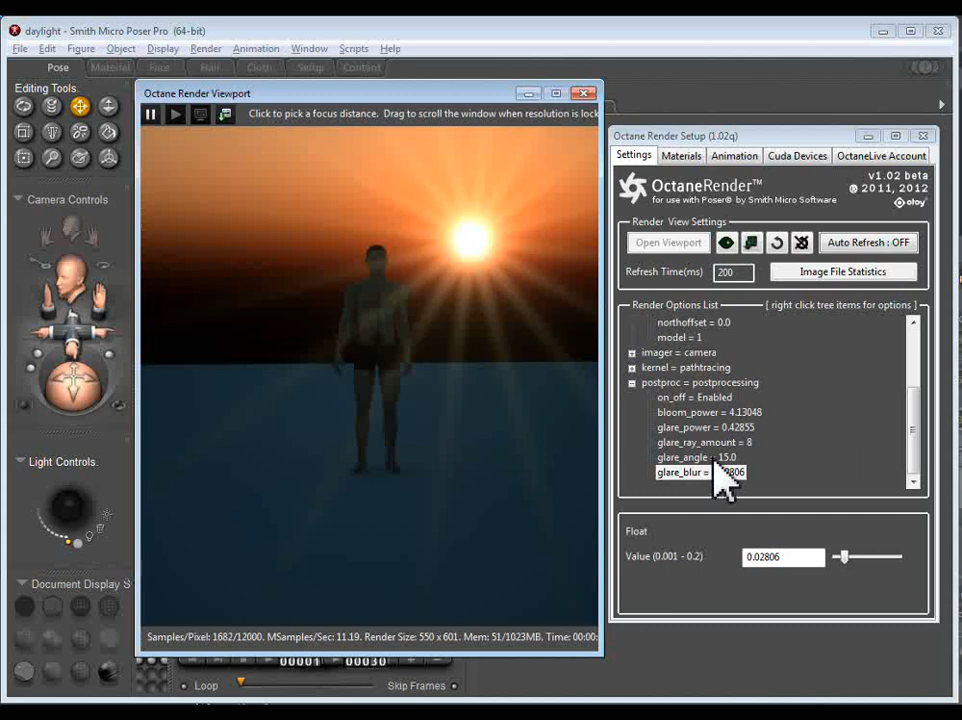 daylight - Smith Micro Poser Pro (64-bit)
File Edit Figure Object Display Render Animation Window Scripts Help
Pose Material Face Hair Cloth Setup Content
Editing Tools
Camera Controls
Light Controls
Document Display S
Octane Render Viewport
Click to pick a focus distance. Drag to scroll the window when resolution is lock
Samples/Pixel: 1682/12000. MSamples/Sec: 11.19. Render Size: 550 x 601. Mem: 51/1023MB. Time: 00:00:
00001 00030
Loop Skip Frames
Octane Render Setup (1.02q)
Settings Materials Animation Cuda Devices OctaneLive Account
OctaneRender™
for use with Poser® by Smith Micro Software
v1.02 beta
® 2011, 2012
otoy
Render View Settings
Open Viewport Auto Refresh : OFF
Refresh Time(ms) 200 Image File Statistics
Render Options List [ right click tree items for options ]
northoffset = 0.0
model = 1
imager = camera
kernel = pathtracing
postproc = postprocessing
on_off = Enabled
bloom_power = 4.13048
glare_power = 0.42855
glare_ray_amount = 8
glare_angle = 15.0
glare_blur = 2806
Float
Value (0.001 - 0.2) 0.02806